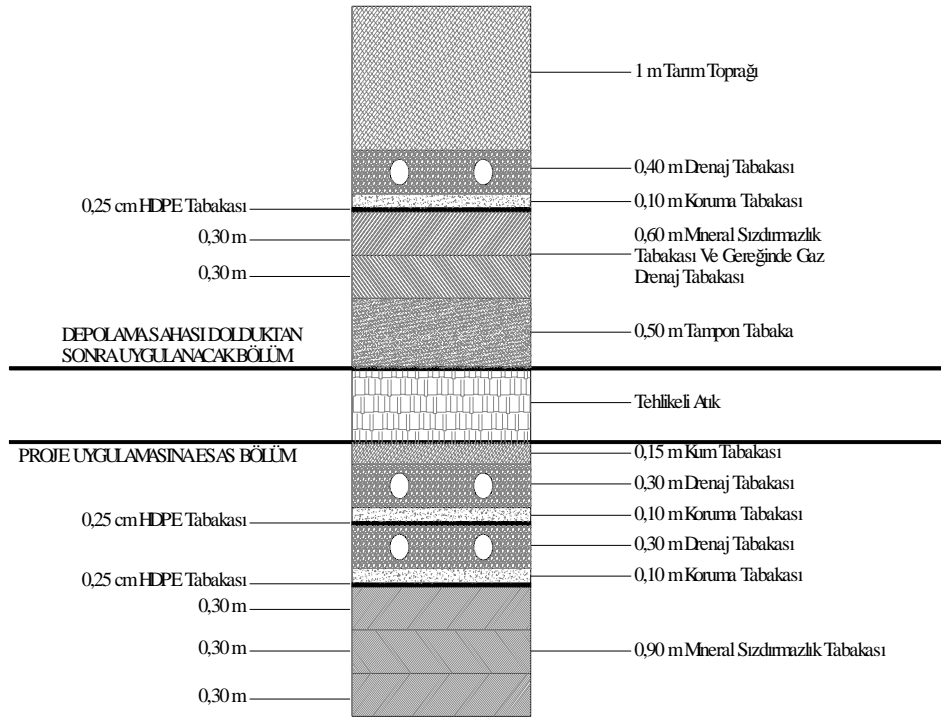 1 m Tarım Toprağı
0,40 m Drenaj Tabakası
0,10 m Koruma Tabakası
0,25 cm HDPE Tabakası
0,30 m
0,60 m Mineral Sızdırmazlık
Tabakası Ve Gereğinde Gaz
Drenaj Tabakası
0,30 m
0,50 m Tampon Tabaka
DEPOLAMA SAHASI DOLDUKTAN
SONRA UYGULANACAK BÖLÜM
Tehlikeli Atık
PROJE UYGULAMASINA ESAS BÖLÜM
0,15 m Kum Tabakası
0,30 m Drenaj Tabakası
0,10 m Koruma Tabakası
0,25 cm HDPE Tabakası
0,30 m Drenaj Tabakası
0,10 m Koruma Tabakası
0,25 cm HDPE Tabakası
0,30 m
0,30 m
0,90 m Mineral Sızdırmazlık Tabakası
0,30 m